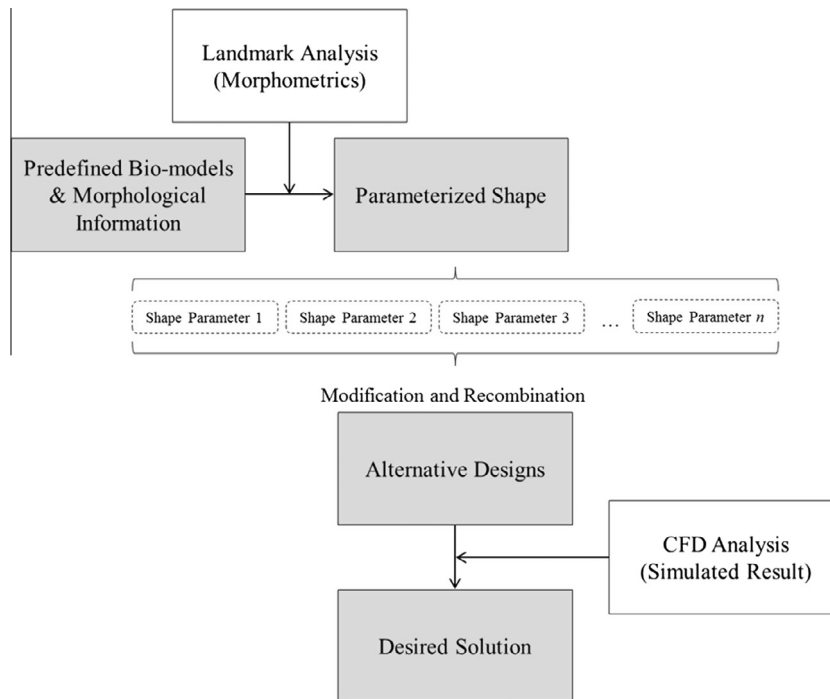 Landmark Analysis
(Morphometrics)
Predefined Bio-models
& Morphological
Information
Parameterized Shape
Shape Parameter 1
Shape Parameter 2
Shape Parameter 3
...
Shape Parameter n
Modification and Recombination
Alternative Designs
CFD Analysis
(Simulated Result)
Desired Solution